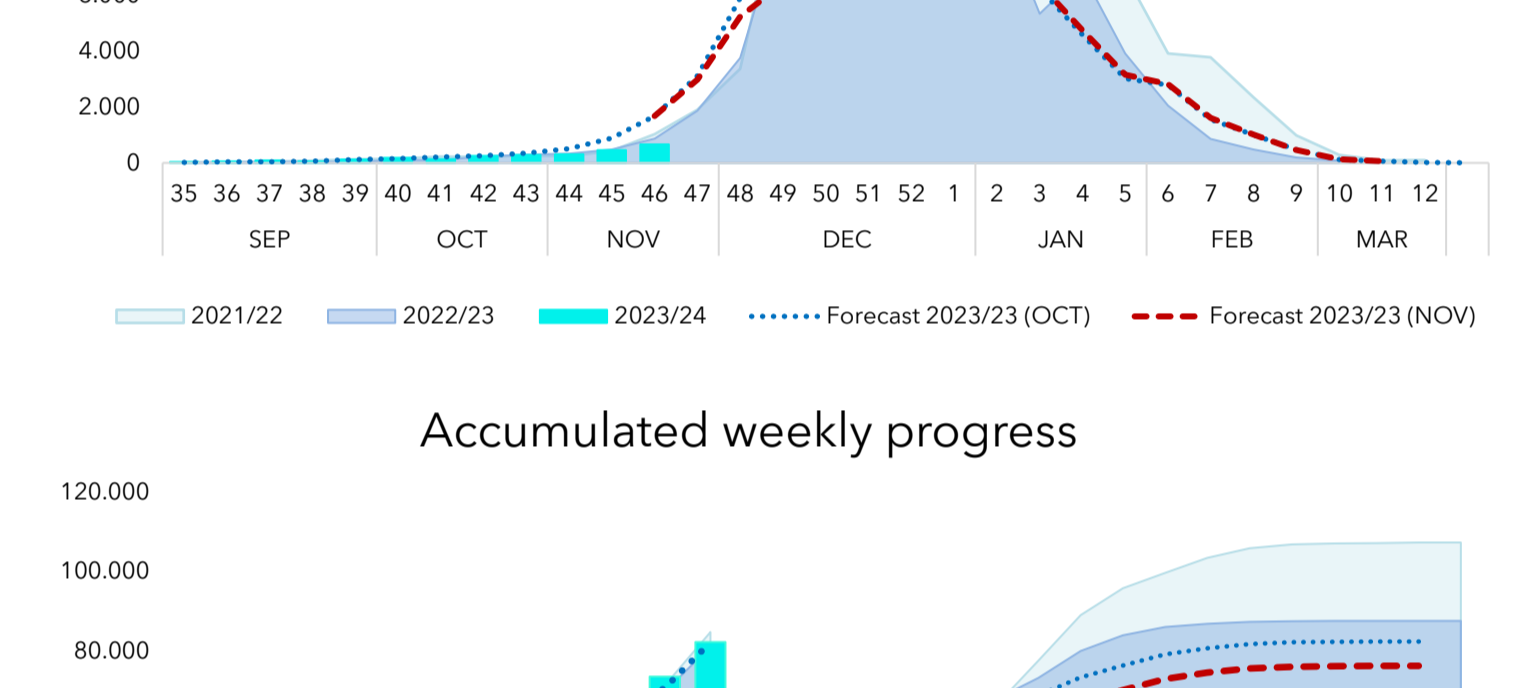 4.000
2.000
0
35 36 37 38 39 40 41 42 43 44 45 46 47 48 49 50 51 52 1 2 3 4 5 6 7 8 9 10 11 12
SEP OCT NOV DEC JAN FEB MAR
2021/22 2022/23 2023/24 Forecast 2023/23 (OCT) Forecast 2023/23 (NOV)
Accumulated weekly progress
120.000
100.000
80.000